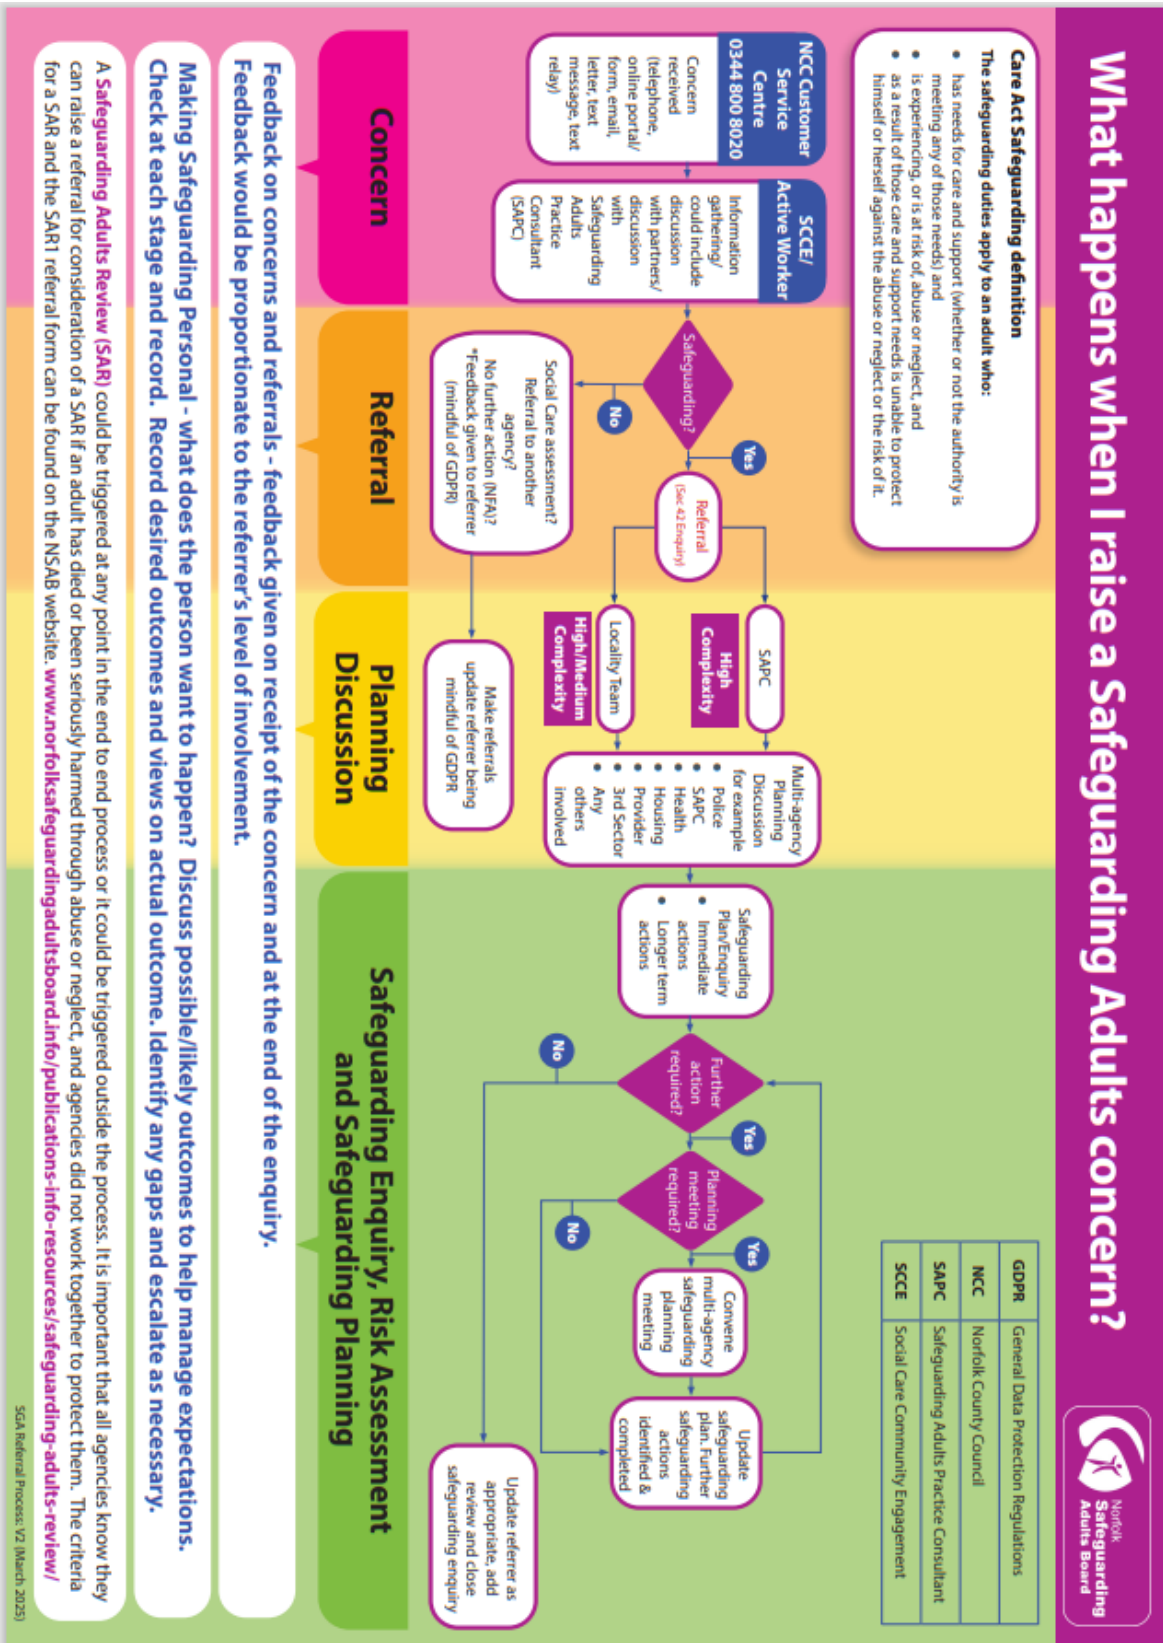 What happens when I raise a Safeguarding Adults concern?
Norfolk
Safeguarding
Adults Board
Care Act Safeguarding definition
The safeguarding duties apply to an adult who:
• has needs for care and support (whether or not the authority is
meeting any of those needs) and
• is experiencing, or is at risk of, abuse or neglect, and
• as a result of those care and support needs is unable to protect
himself or herself against the abuse or neglect or the risk of it.
GDPR General Data Protection Regulations
NCC Norfolk County Council
SAPC Safeguarding Adults Practice Consultant
SCCE Social Care Community Engagement
NCC Customer
Service
Centre
0344 800 8020
Concern
received
(telephone,
online portal/
form, email,
letter, text
message, text
relay)
SCCE/
Active Worker
Information
gathering/
could include
discussion
with partners/
discussion
with
Safeguarding
Adults
Practice
Consultant
(SAPC)
Safeguarding?
Yes
No
Referral
(Sec 42 Enquiry)
Social Care assessment?
Referral to another
agency?
No further action (NFA)?
*Feedback given to referrer
(mindful of GDPR)
SAPC
High
Complexity
Locality Team
High/Medium
Complexity
Make referrals
update referrer being
mindful of GDPR
Multi-agency
Planning
Discussion
for example
• Police
• SAPC
• Health
• Housing
• Provider
• 3rd Sector
• Any
others
involved
Safeguarding
Plan/Enquiry
• Immediate
actions
• Longer term
actions
Further
action
required?
Yes
No
Planning
meeting
required?
Yes
No
Convene
multi-agency
safeguarding
planning
meeting
Update
safeguarding
plan. Further
safeguarding
actions
identified &
completed
Update referrer as
appropriate, add
review and close
safeguarding enquiry
Concern
Referral
Planning
Discussion
Safeguarding Enquiry, Risk Assessment
and Safeguarding Planning
Feedback on concerns and referrals - feedback given on receipt of the concern and at the end of the enquiry.
Feedback would be proportionate to the referrer's level of involvement.
Making Safeguarding Personal - what does the person want to happen? Discuss possible/likely outcomes to help manage expectations.
Check at each stage and record. Record desired outcomes and views on actual outcome. Identify any gaps and escalate as necessary.
A Safeguarding Adults Review (SAR) could be triggered at any point in the end to end process or it could be triggered outside the process. It is important that all agencies know they
can raise a referral for consideration of a SAR if an adult has died or been seriously harmed through abuse or neglect, and agencies did not work together to protect them. The criteria
for a SAR and the SAR1 referral form can be found on the NSAB website. www.norfolksafeguardingadultsboard.info/publications-info-resources/safeguarding-adults-review/
SGA Referral Process: V2 (March 2025)